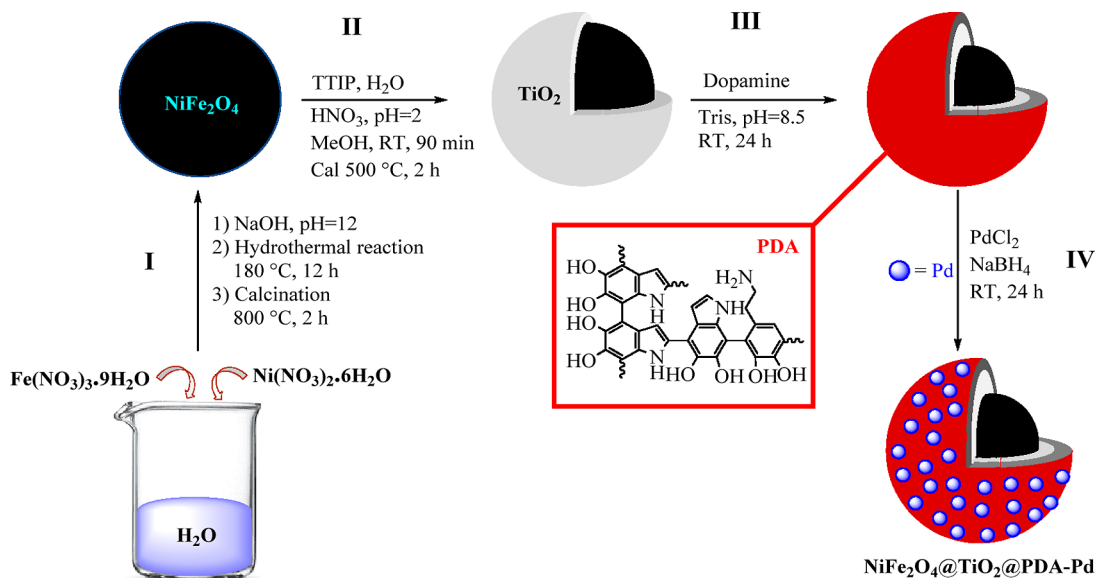 II
TTIP, H₂O
HNO₃, pH=2
MeOH, RT, 90 min
Cal 500 °C, 2 h
III
Dopamine
Tris, pH=8.5
RT, 24 h
NiFe₂O₄
TiO₂
I
1) NaOH, pH=12
2) Hydrothermal reaction
180 °C, 12 h
3) Calcination
800 °C, 2 h
PDA
HO
HO
N
H
HO
HO
N
H
H₂N
NH
HO
OH
OH
OH
PdCl₂
NaBH₄
RT, 24 h
IV
= Pd
Fe(NO₃)₃.9H₂O
Ni(NO₃)₂.6H₂O
H₂O
NiFe₂O₄@TiO₂@PDA-Pd